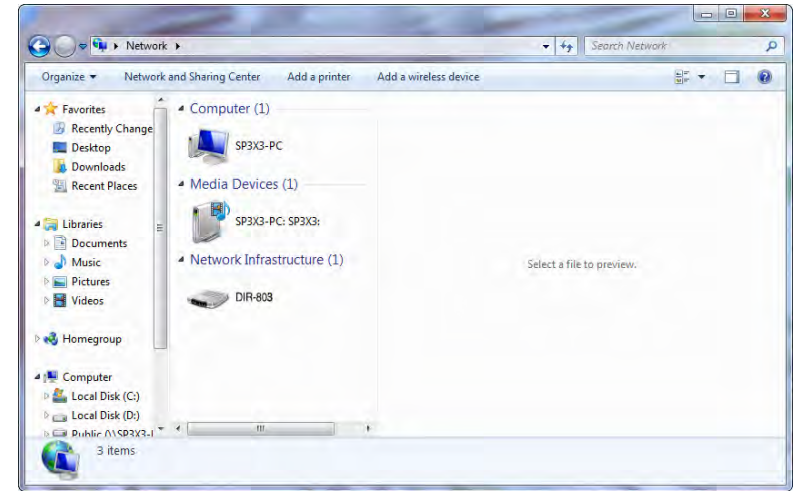 Network
Search Network
Organize Network and Sharing Center Add a printer Add a wireless device
Favorites
Recently Change
Desktop
Downloads
Recent Places
Libraries
Documents
Music
Pictures
Videos
Homegroup
Computer
Local Disk (C:)
Local Disk (D:)
Public (\\SP3X3-
Computer (1)
SP3X3-PC
Media Devices (1)
SP3X3-PC: SP3X3:
Network Infrastructure (1)
DIR-803
Select a file to preview.
3 items